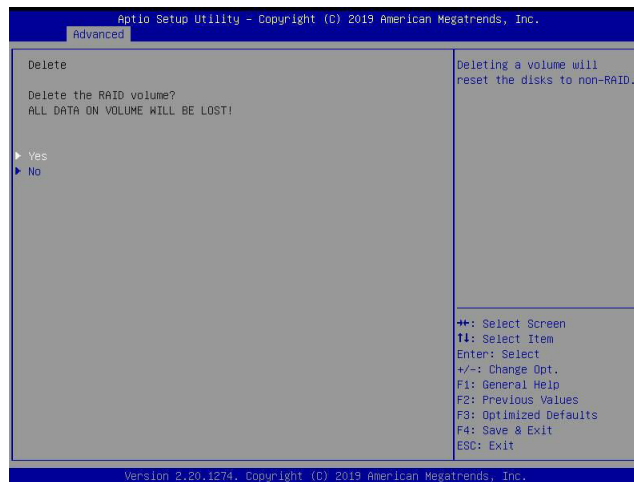 Aptio Setup Utility – Copyright (C) 2019 American Megatrends, Inc.
Advanced
Delete
Delete the RAID volume?
ALL DATA ON VOLUME WILL BE LOST!
Yes
No
Deleting a volume will
reset the disks to non-RAID.
→←: Select Screen
↑↓: Select Item
Enter: Select
+/-: Change Opt.
F1: General Help
F2: Previous Values
F3: Optimized Defaults
F4: Save & Exit
ESC: Exit
Version 2.20.1274. Copyright (C) 2019 American Megatrends, Inc.